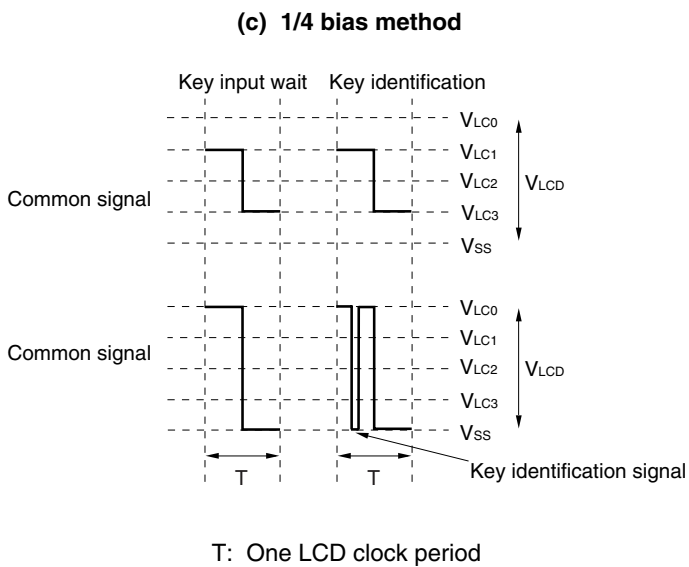 (c) 1/4 bias method
Key input wait Key identification
VLC0
VLC1
VLC2
Common signal
VLC3
VSS
VLCD
VLC0
VLC1
Common signal
VLC2
VLC3
VSS
VLCD
T T
Key identification signal
T: One LCD clock period